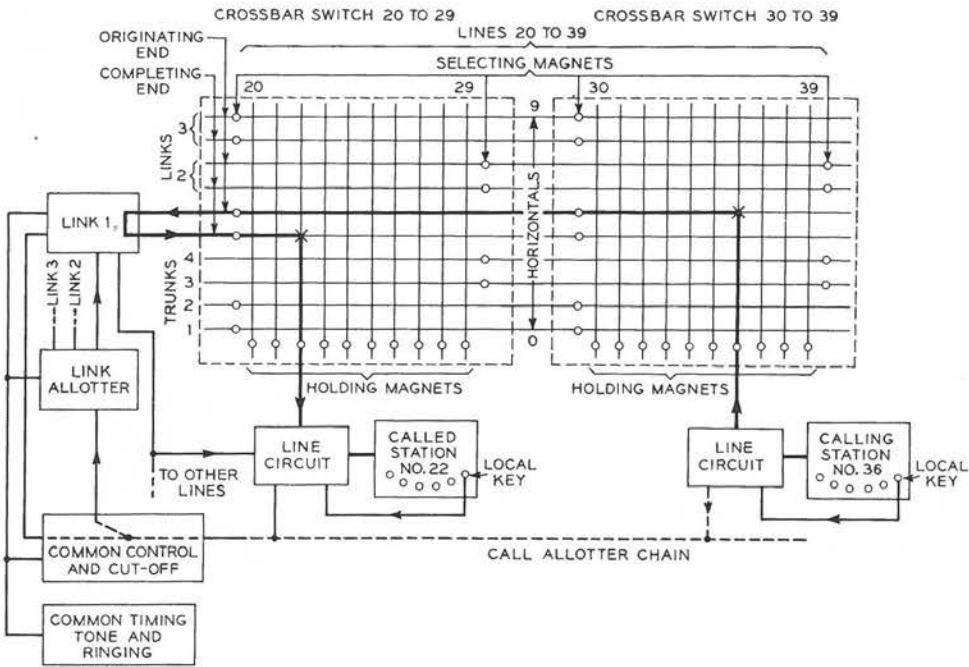 CROSSBAR SWITCH 20 TO 29
CROSSBAR SWITCH 30 TO 39
ORIGINATING
END
LINES 20 TO 39
COMPLETING
END
SELECTING MAGNETS
20
29
30
39
9
3
LINKS
2
HORIZONTALS
LINK 1
4
3
TRUNKS
2
1
0
LINK 3
LINK 2
LINK
ALLOTTER
HOLDING MAGNETS
HOLDING MAGNETS
LINE
CIRCUIT
CALLED
STATION
NO. 22
LOCAL
KEY
LINE
CIRCUIT
CALLING
STATION
NO. 36
LOCAL
KEY
TO OTHER
LINES
COMMON CONTROL
AND CUT-OFF
CALL ALLOTTER CHAIN
COMMON TIMING
TONE AND
RINGING